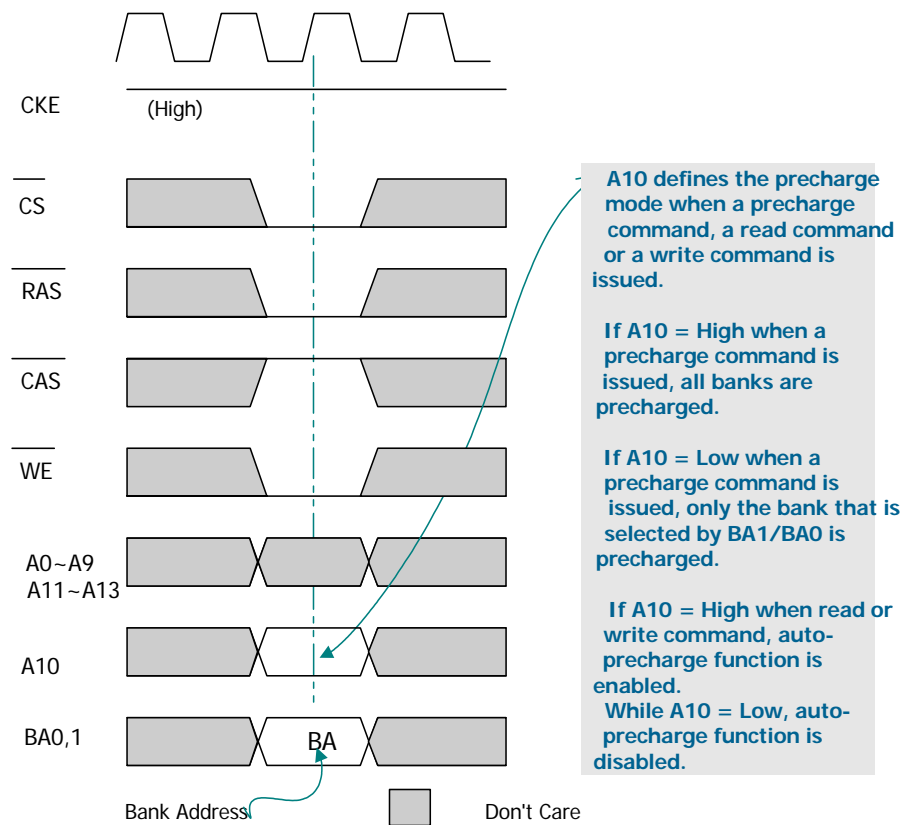 CKE
(High)
CS
RAS
CAS
WE
A0~A9
A11~A13
A10
BA0,1
BA
Bank Address
Don't Care
A10 defines the precharge
mode when a precharge
command, a read command
or a write command is
issued.
If A10 = High when a
precharge command is
issued, all banks are
precharged.
If A10 = Low when a
precharge command is
issued, only the bank that is
selected by BA1/BA0 is
precharged.
If A10 = High when read or
write command, auto-
precharge function is
enabled.
While A10 = Low, auto-
precharge function is
disabled.